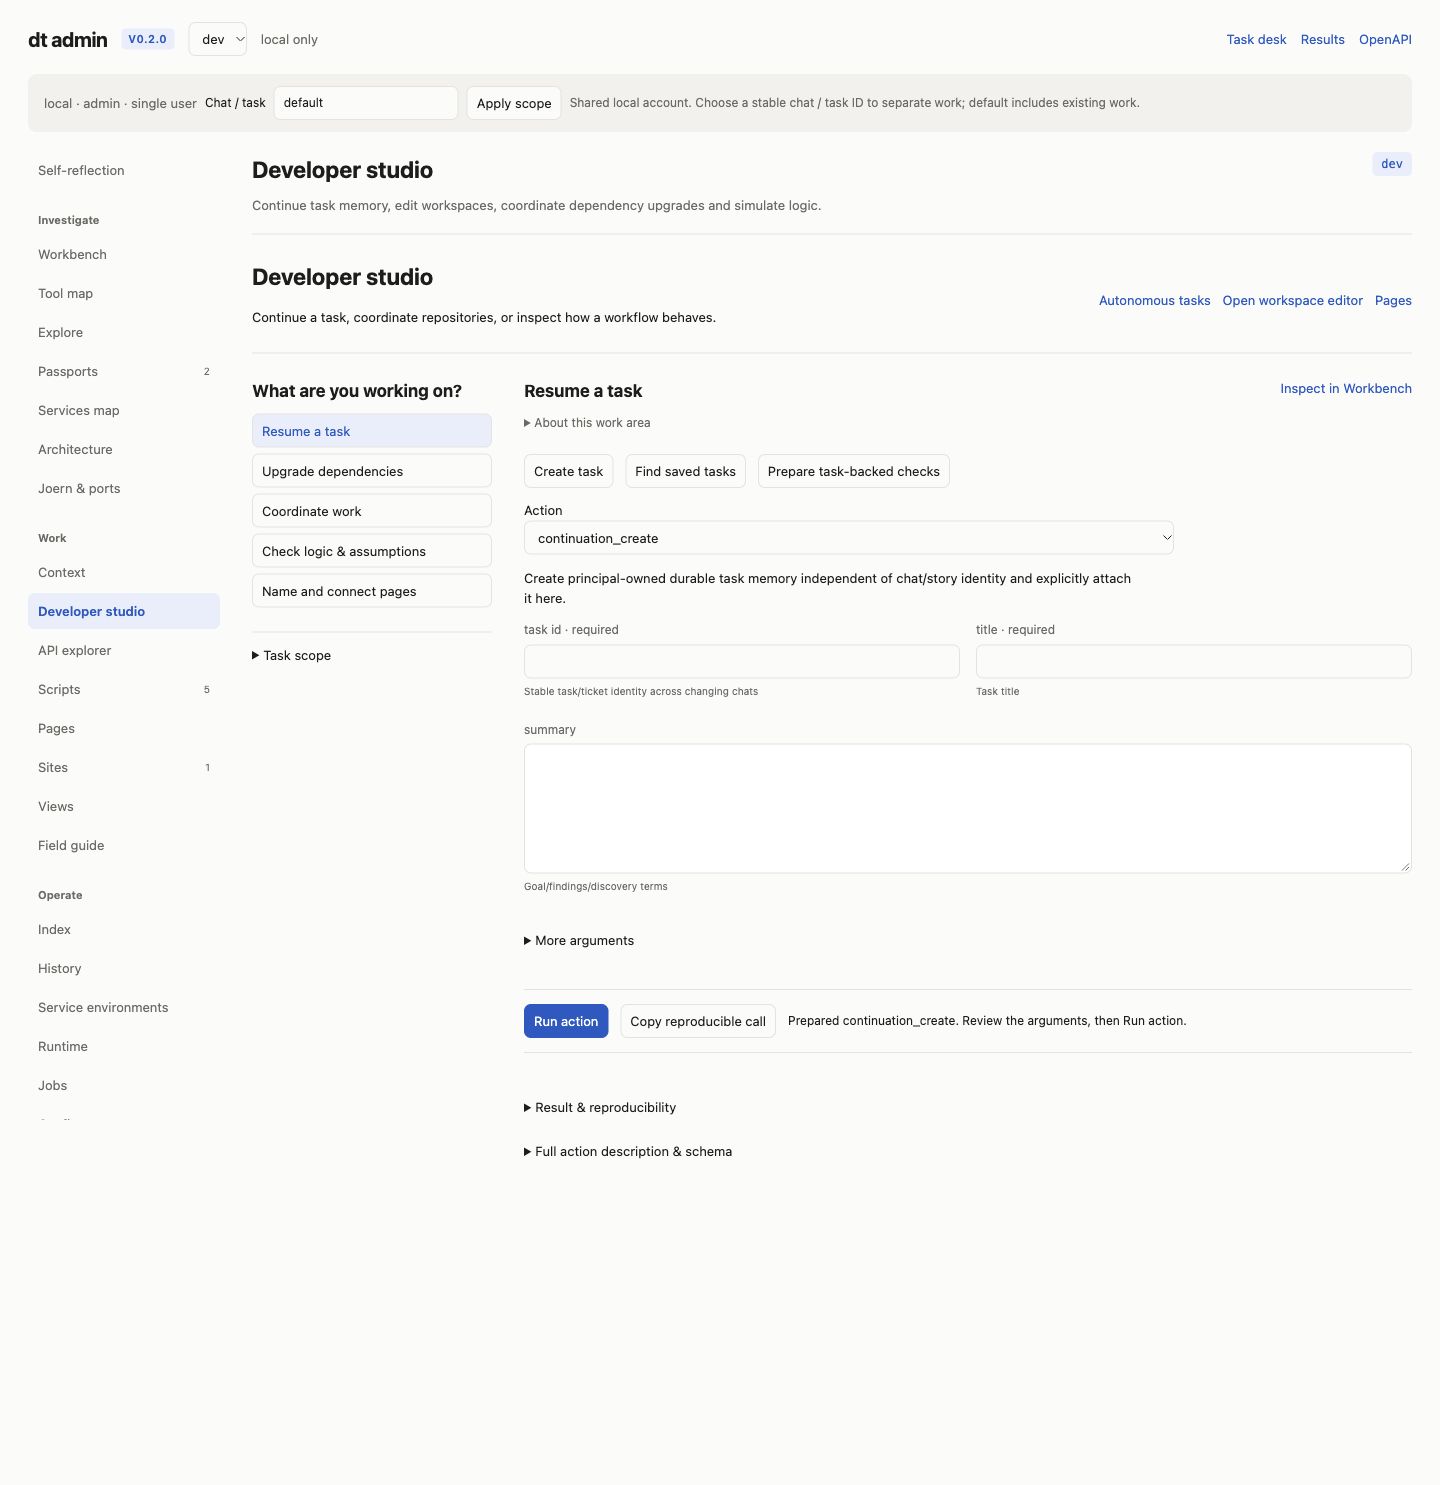 dt admin V0.2.0 dev local only Task desk Results OpenAPI
local · admin · single user Chat / task default Apply scope Shared local account. Choose a stable chat / task ID to separate work; default includes existing work.
Self-reflection
Investigate
Workbench
Tool map
Explore
Passports 2
Services map
Architecture
Joern & ports
Work
Context
Developer studio
API explorer
Scripts 5
Pages
Sites 1
Views
Field guide
Operate
Index
History
Service environments
Runtime
Jobs
Developer studio dev
Continue task memory, edit workspaces, coordinate dependency upgrades and simulate logic.
Developer studio
Continue a task, coordinate repositories, or inspect how a workflow behaves.
Autonomous tasks Open workspace editor Pages
What are you working on?
Resume a task
Upgrade dependencies
Coordinate work
Check logic & assumptions
Name and connect pages
Task scope
Resume a task Inspect in Workbench
About this work area
Create task Find saved tasks Prepare task-backed checks
Action
continuation_create
Create principal-owned durable task memory independent of chat/story identity and explicitly attach
it here.
task id · required title · required
Stable task/ticket identity across changing chats Task title
summary
Goal/findings/discovery terms
More arguments
Run action Copy reproducible call Prepared continuation_create. Review the arguments, then Run action.
Result & reproducibility
Full action description & schema